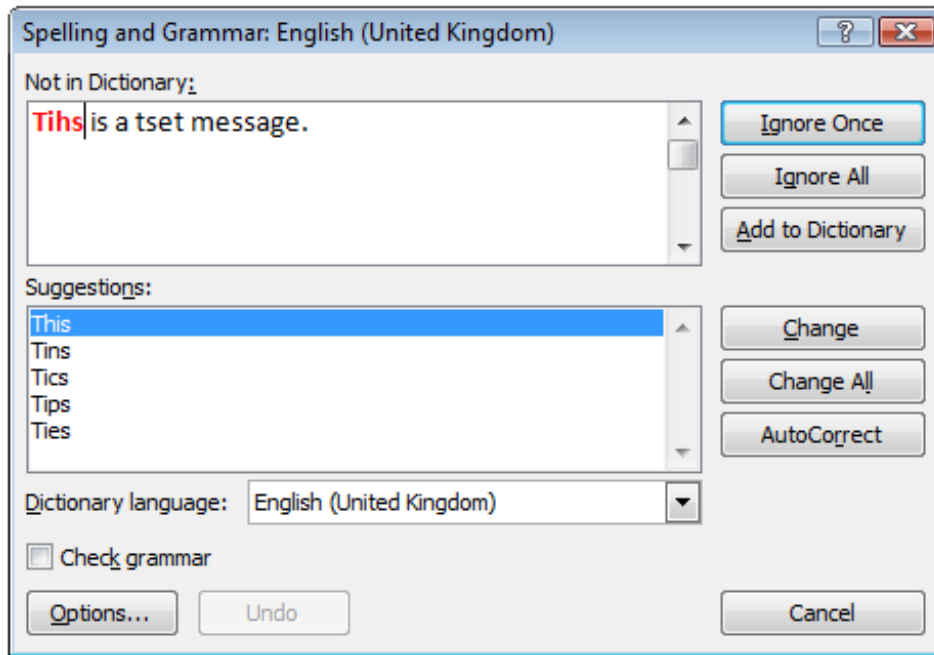 Spelling and Grammar: English (United Kingdom)
Not in Dictionary:
Tihs is a tset message.
Ignore Once
Ignore All
Add to Dictionary
Suggestions:
This
Tins
Tics
Tips
Ties
Change
Change All
AutoCorrect
Dictionary language: English (United Kingdom)
Check grammar
Options... Undo Cancel